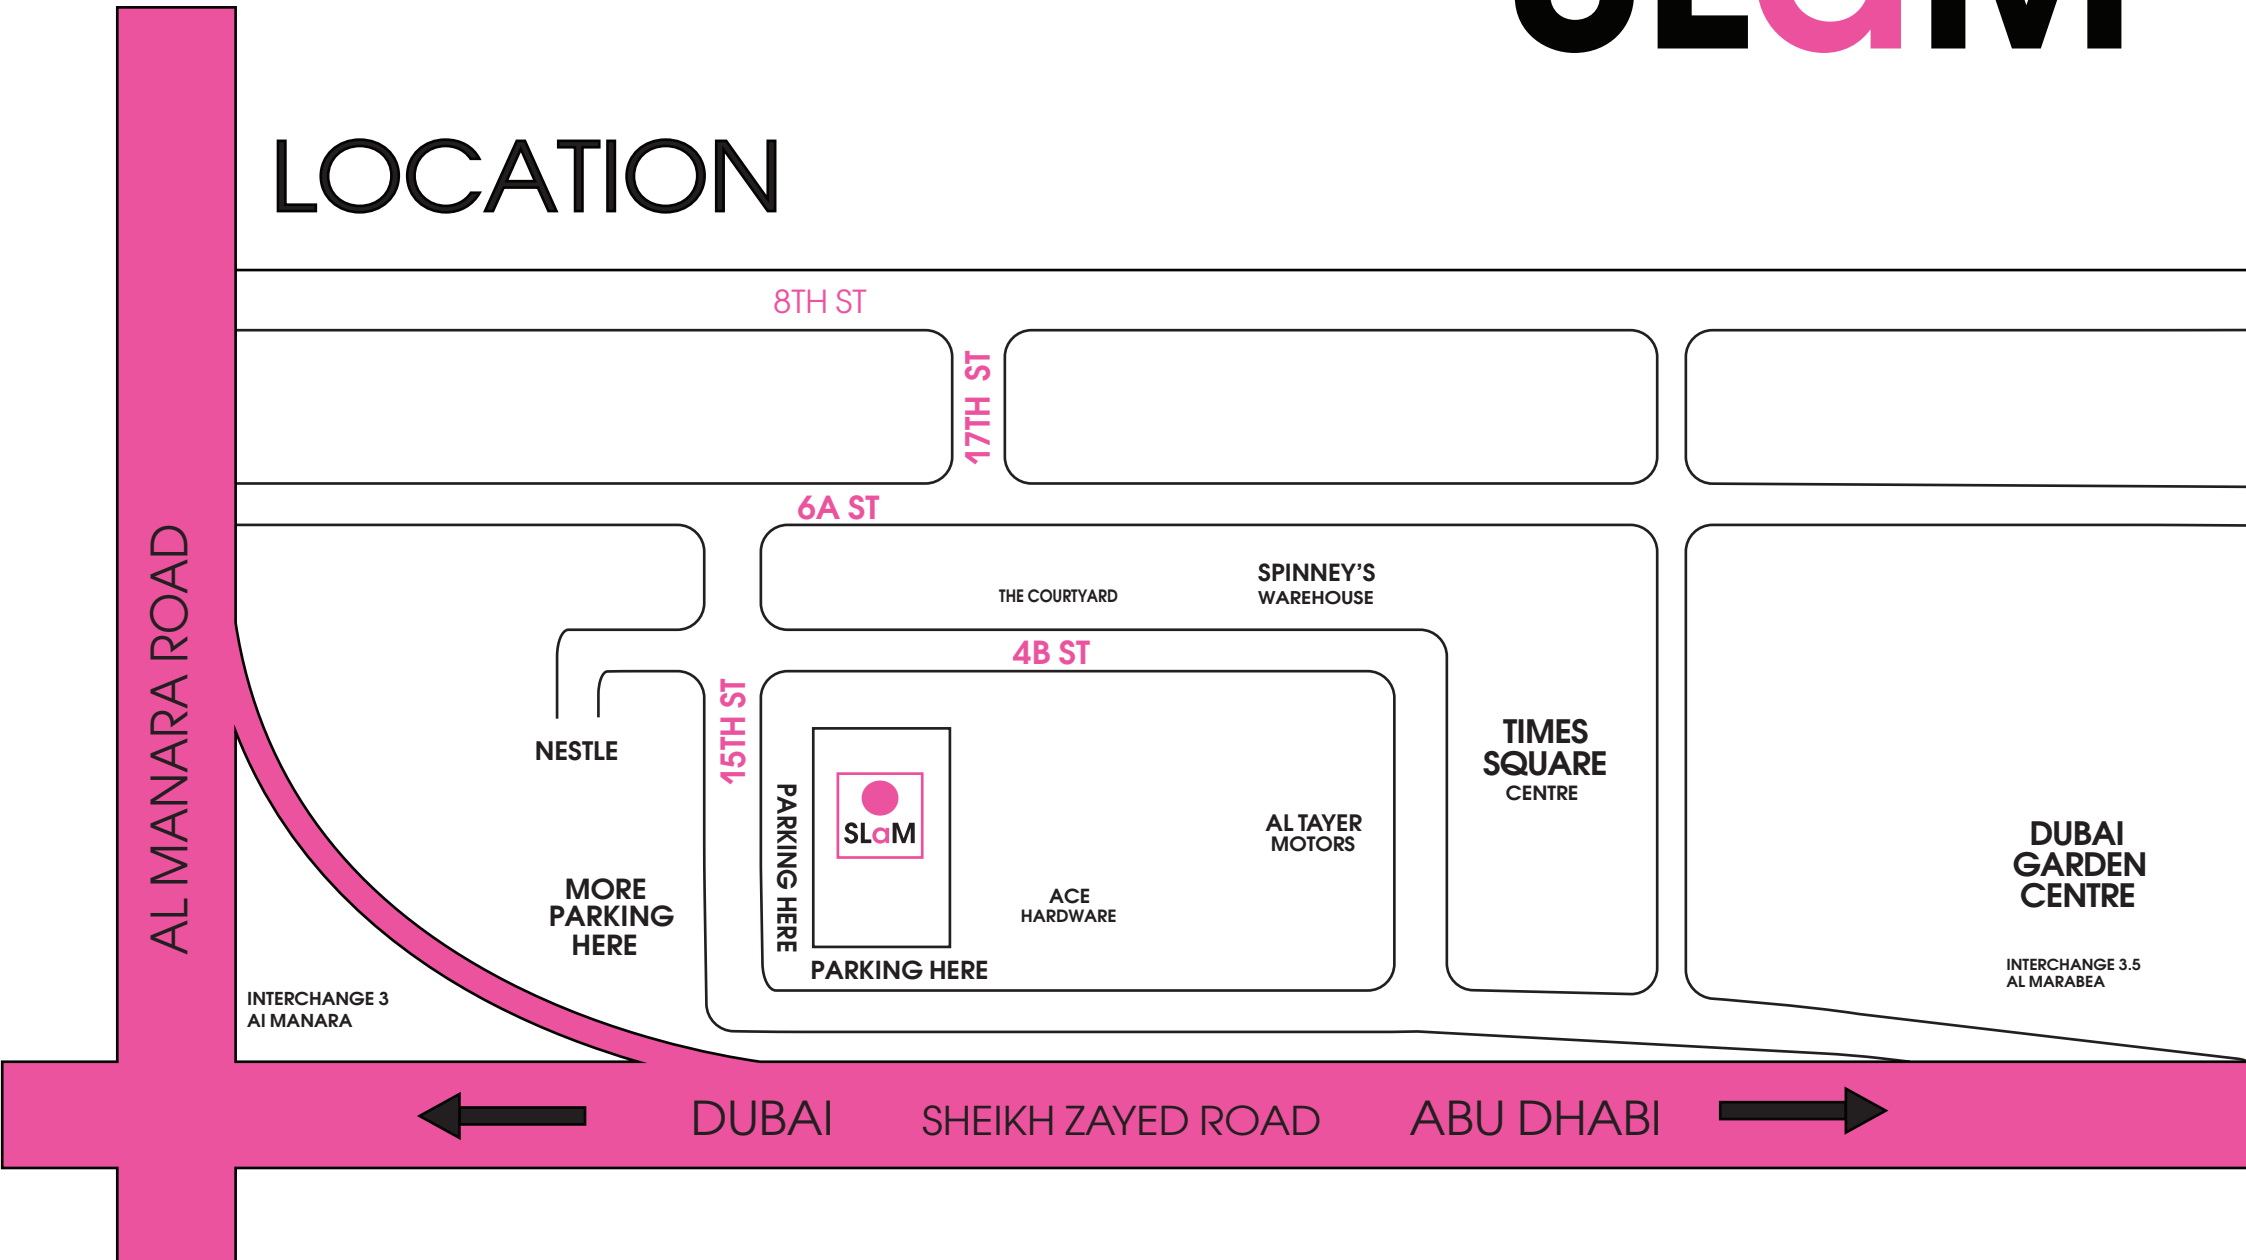 SLaM
LOCATION
8TH ST
17TH ST
6A ST
AL MANARA ROAD
THE COURTYARD
SPINNEY'S
WAREHOUSE
4B ST
15TH ST
NESTLE
PARKING HERE
SLaM
TIMES
SQUARE
CENTRE
AL TAYER
MOTORS
ACE
HARDWARE
MORE
PARKING
HERE
PARKING HERE
DUBAI
GARDEN
CENTRE
INTERCHANGE 3.5
AL MARABEA
INTERCHANGE 3
Al MANARA
DUBAI
SHEIKH ZAYED ROAD
ABU DHABI